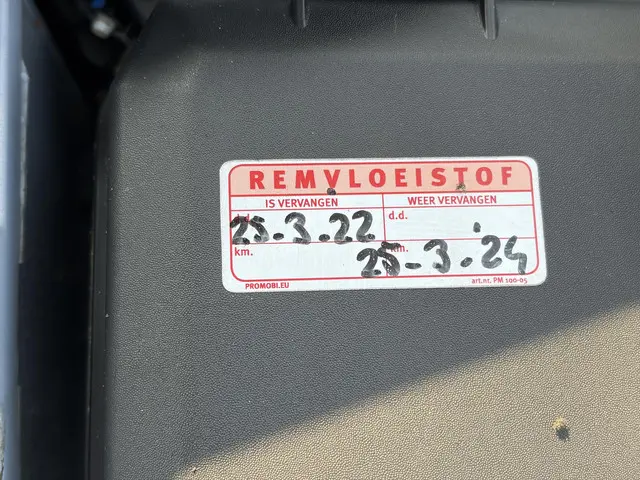 REMVLOEISTOF
IS VERVANGEN WEER VERVANGEN
25-3-22 d.d.
km. km.
25-3-'24
PROMOBI.EU art.nr. PM 100-05